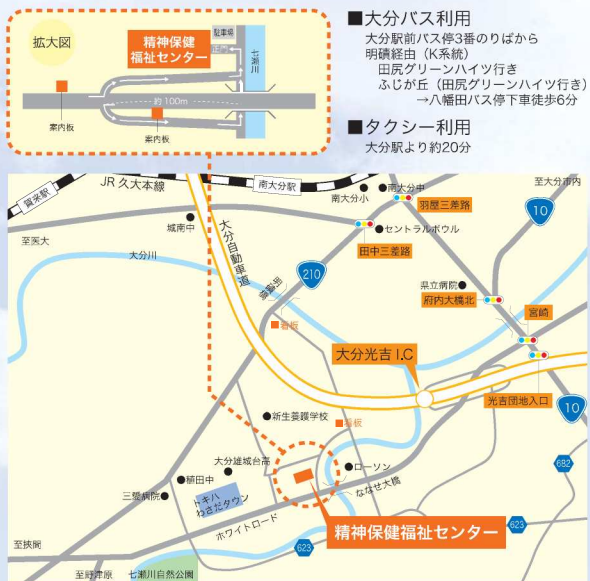 拡大図
駐車場
精神保健
福祉センター
正門
七瀬川
約100m
案内板
案内板
■大分バス利用
大分駅前バス停3番のりばから
明磧経由（K系統）
田尻グリーンハイツ行き
ふじが丘（田尻グリーンハイツ行き）
→八幡田バス停下車徒歩6分
■タクシー利用
大分駅より約20分
賀来駅
JR久大本線
南大分駅
南大分小
南大分中
羽屋三差路
至大分市内
10
城南中
セントラルボウル
田中三差路
至医大
大分川
大分自動車道
明磧橋
210
県立病院
府内大橋北
宮崎
看板
大分光吉I.C
光吉団地入口
10
新生養護学校
看板
大分雄城台高
ローソン
682
植田中
三愛病院
トキハ
わさだタウン
ななせ大橋
ホワイトロード
精神保健福祉センター
623
623
至挾間
至野津原
七瀬川自然公園